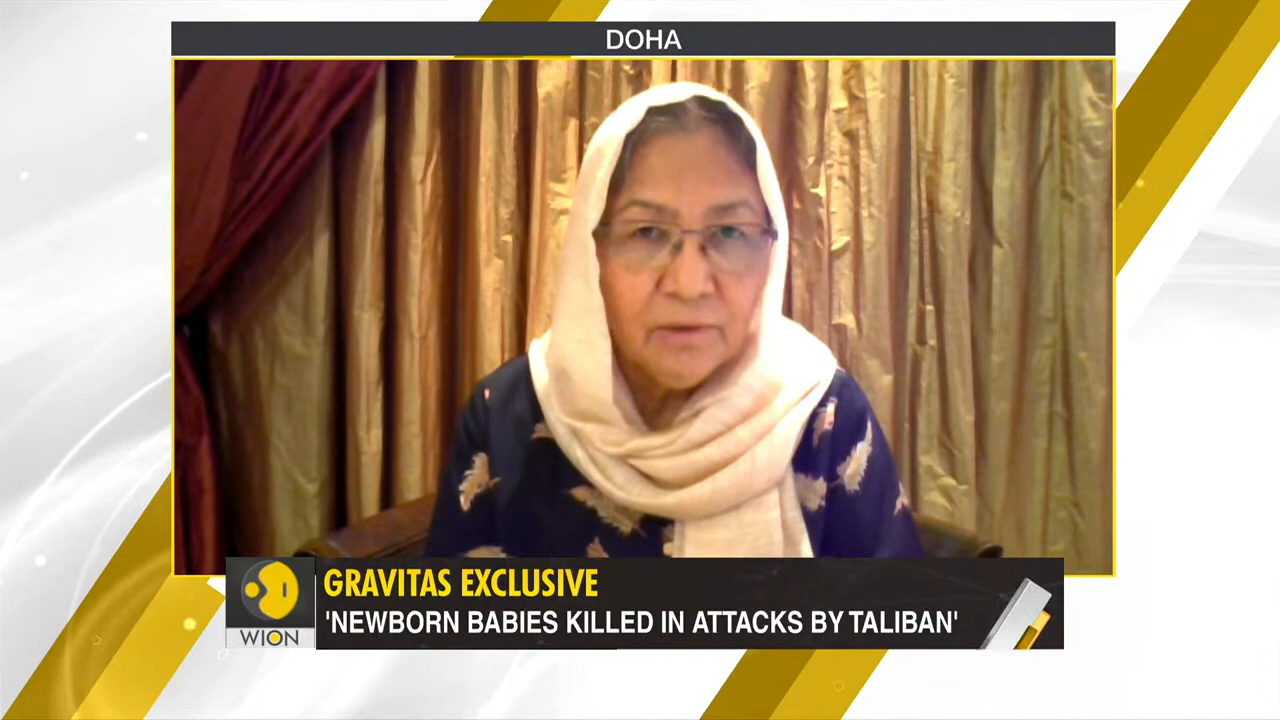 DOHA
GRAVITAS EXCLUSIVE
'NEWBORN BABIES KILLED IN ATTACKS BY TALIBAN'
WION